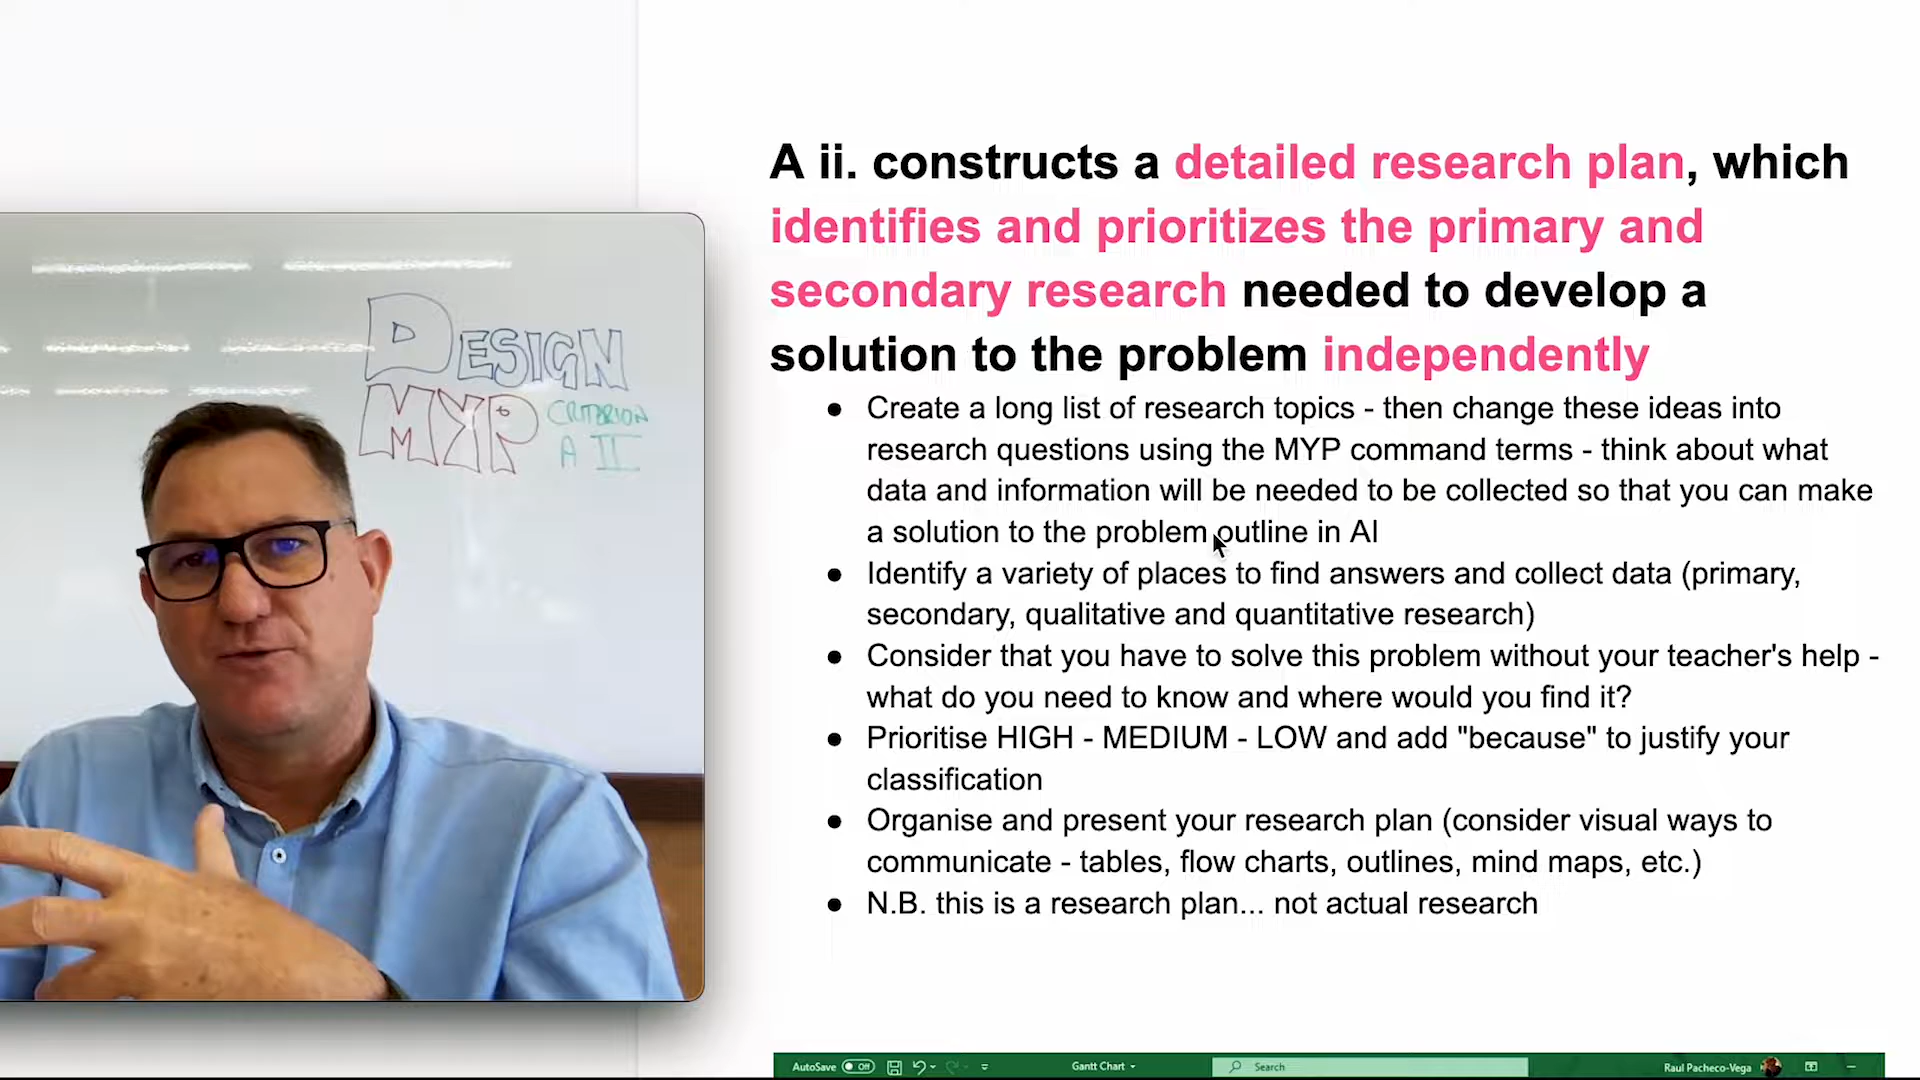 DESIGN
MYP CRITERION
A II
A ii. constructs a detailed research plan, which
identifies and prioritizes the primary and
secondary research needed to develop a
solution to the problem independently
● Create a long list of research topics - then change these ideas into
research questions using the MYP command terms - think about what
data and information will be needed to be collected so that you can make
a solution to the problem outline in AI
● Identify a variety of places to find answers and collect data (primary,
secondary, qualitative and quantitative research)
● Consider that you have to solve this problem without your teacher's help -
what do you need to know and where would you find it?
● Prioritise HIGH - MEDIUM - LOW and add "because" to justify your
classification
● Organise and present your research plan (consider visual ways to
communicate - tables, flow charts, outlines, mind maps, etc.)
● N.B. this is a research plan... not actual research
AutoSave Off Gantt Chart Search Raul Pacheco-Vega